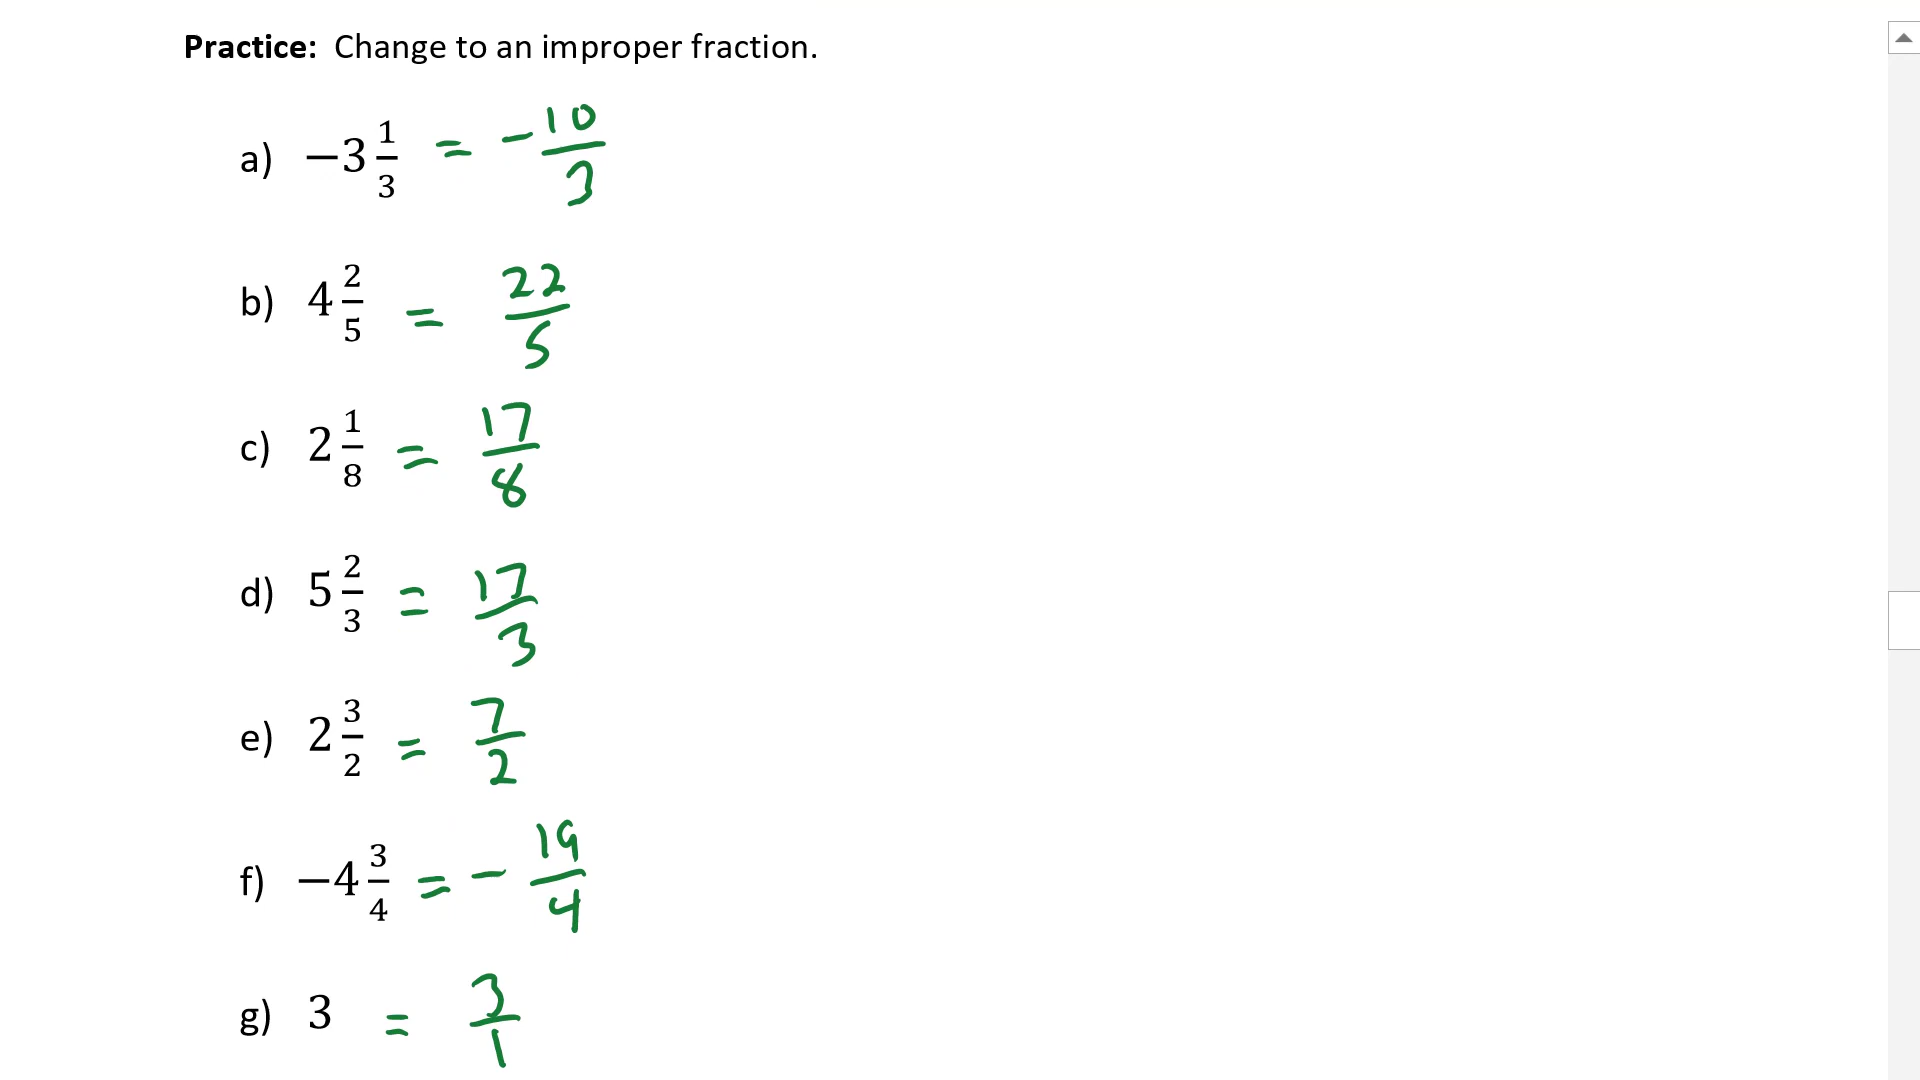 Practice: Change to an improper fraction.
a) −3 1/3 = − 10/3
b) 4 2/5 = 22/5
c) 2 1/8 = 17/8
d) 5 2/3 = 17/3
e) 2 3/2 = 7/2
f) −4 3/4 = − 19/4
g) 3 = 3/1